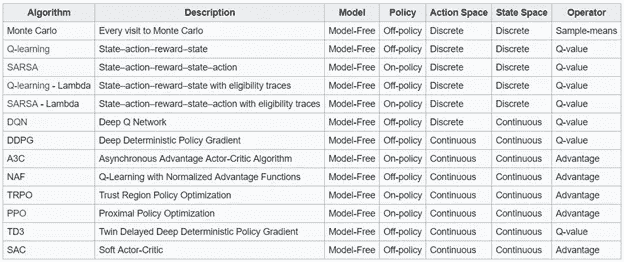 Algorithm Description Model Policy Action Space State Space Operator
Monte Carlo Every visit to Monte Carlo Model-Free Off-policy Discrete Discrete Sample-means
Q-learning State–action–reward–state Model-Free Off-policy Discrete Discrete Q-value
SARSA State–action–reward–state–action Model-Free On-policy Discrete Discrete Q-value
Q-learning - Lambda State–action–reward–state with eligibility traces Model-Free Off-policy Discrete Discrete Q-value
SARSA - Lambda State–action–reward–state–action with eligibility traces Model-Free On-policy Discrete Discrete Q-value
DQN Deep Q Network Model-Free Off-policy Discrete Continuous Q-value
DDPG Deep Deterministic Policy Gradient Model-Free Off-policy Continuous Continuous Q-value
A3C Asynchronous Advantage Actor-Critic Algorithm Model-Free On-policy Continuous Continuous Advantage
NAF Q-Learning with Normalized Advantage Functions Model-Free Off-policy Continuous Continuous Advantage
TRPO Trust Region Policy Optimization Model-Free On-policy Continuous Continuous Advantage
PPO Proximal Policy Optimization Model-Free On-policy Continuous Continuous Advantage
TD3 Twin Delayed Deep Deterministic Policy Gradient Model-Free Off-policy Continuous Continuous Q-value
SAC Soft Actor-Critic Model-Free Off-policy Continuous Continuous Advantage